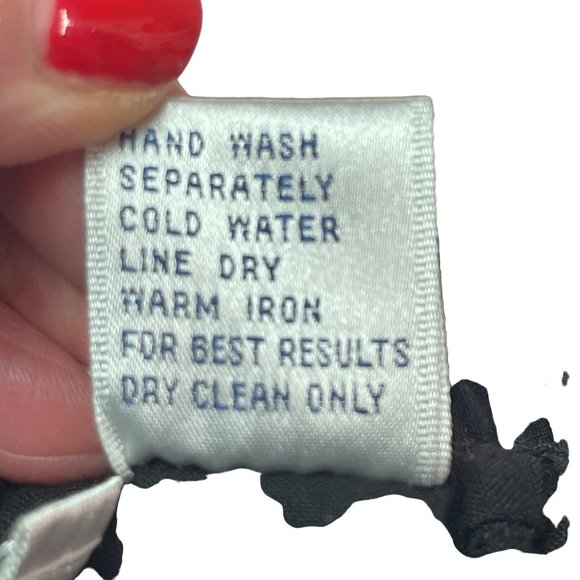 HAND WASH
SEPARATELY
COLD WATER
LINE DRY
WARM IRON
FOR BEST RESULTS
DRY CLEAN ONLY